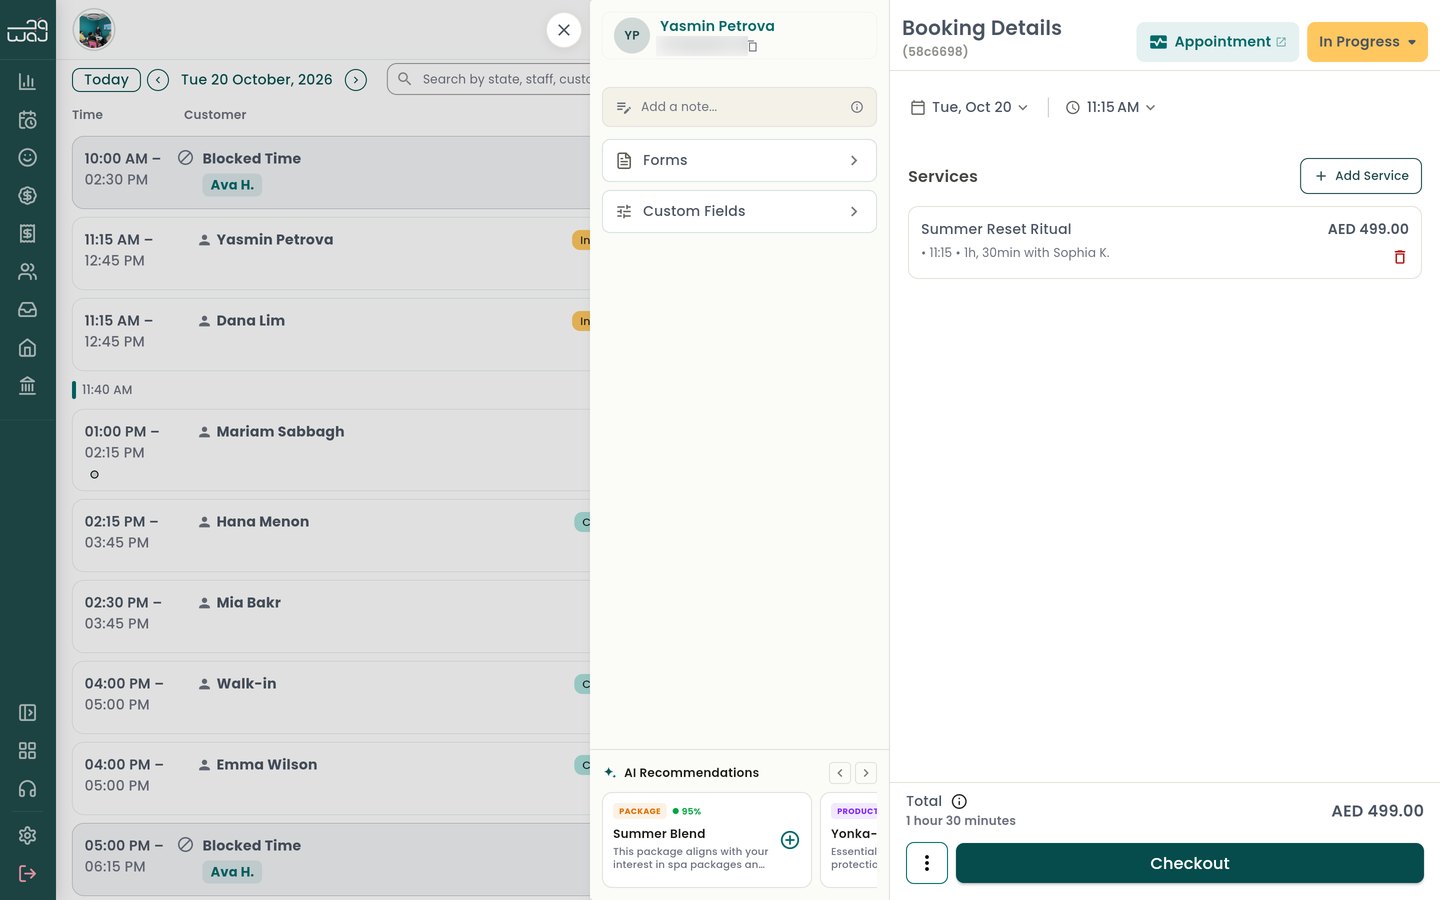 Today
Tue 20 October, 2026
Search by state, staff, custo
Time
Customer
10:00 AM –
02:30 PM
Blocked Time
Ava H.
11:15 AM –
12:45 PM
Yasmin Petrova
In
11:15 AM –
12:45 PM
Dana Lim
In
11:40 AM
01:00 PM –
02:15 PM
Mariam Sabbagh
02:15 PM –
03:45 PM
Hana Menon
C
02:30 PM –
03:45 PM
Mia Bakr
04:00 PM –
05:00 PM
Walk-in
C
04:00 PM –
05:00 PM
Emma Wilson
C
05:00 PM –
06:15 PM
Blocked Time
Ava H.
YP
Yasmin Petrova
Add a note...
Forms
Custom Fields
AI Recommendations
PACKAGE
95%
Summer Blend
This package aligns with your
interest in spa packages an...
PRODUCT
Yonka-
Essential
protectic
Booking Details
(58c6698)
Appointment
In Progress
Tue, Oct 20
11:15 AM
Services
Add Service
Summer Reset Ritual
AED 499.00
• 11:15 • 1h, 30min with Sophia K.
Total
1 hour 30 minutes
AED 499.00
Checkout